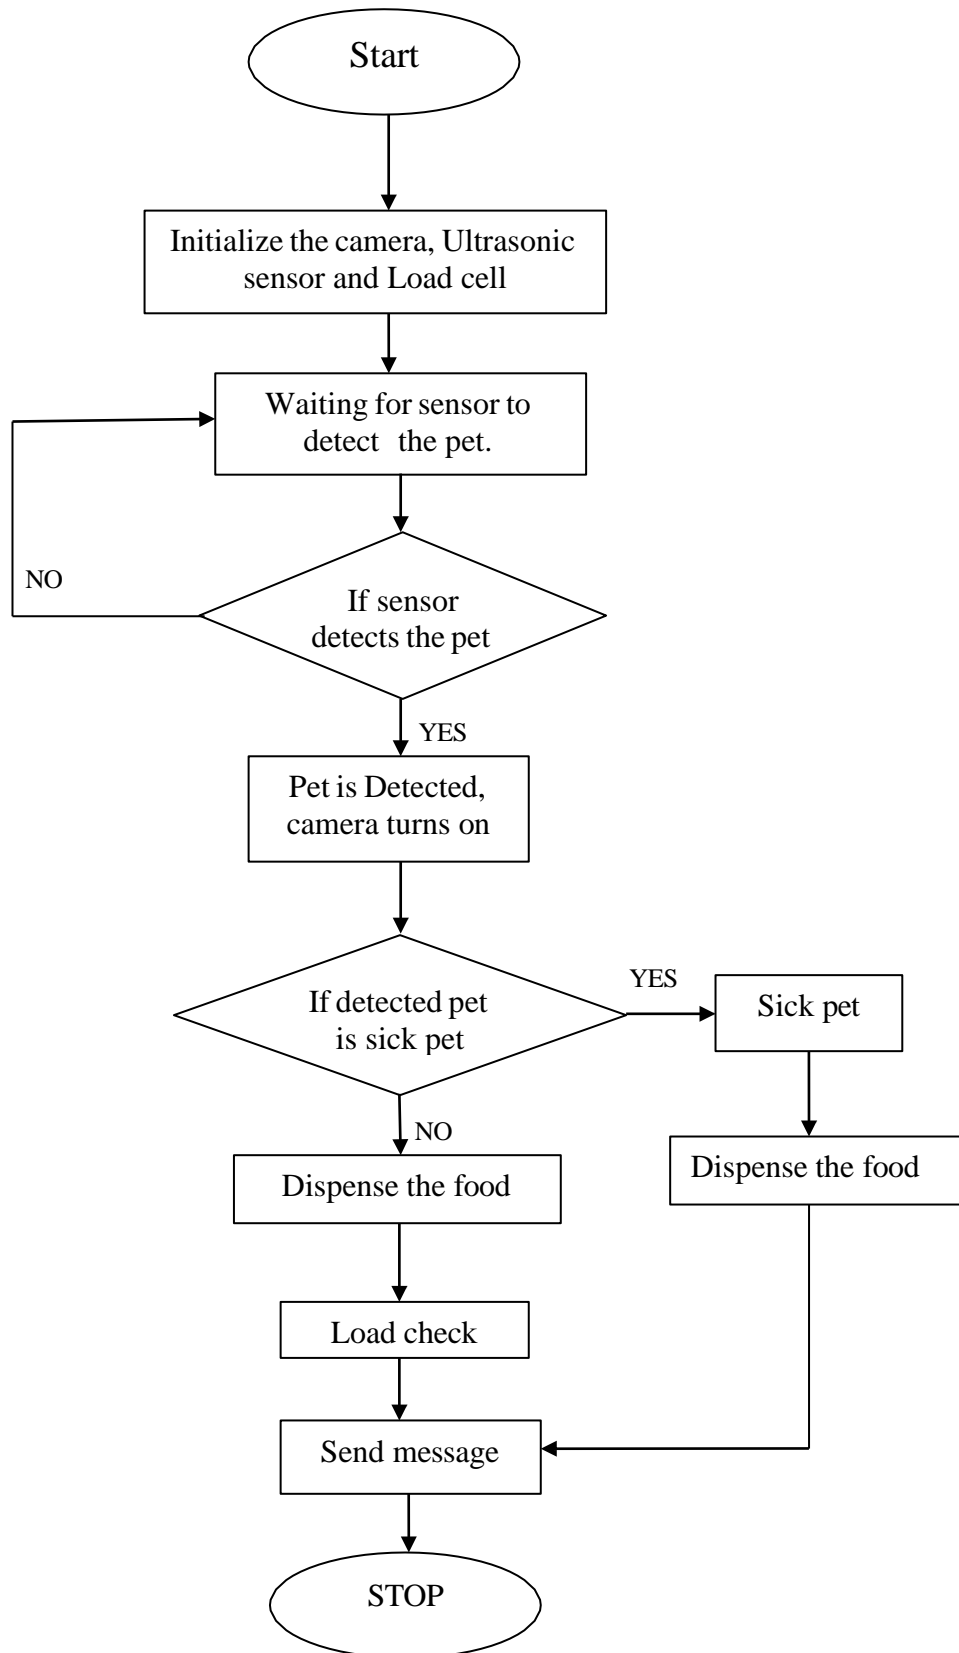 Start
Initialize the camera, Ultrasonic
sensor and Load cell
Waiting for sensor to
detect the pet.
NO
If sensor
detects the pet
YES
Pet is Detected,
camera turns on
If detected pet
is sick pet
YES
Sick pet
NO
Dispense the food
Dispense the food
Load check
Send message
STOP